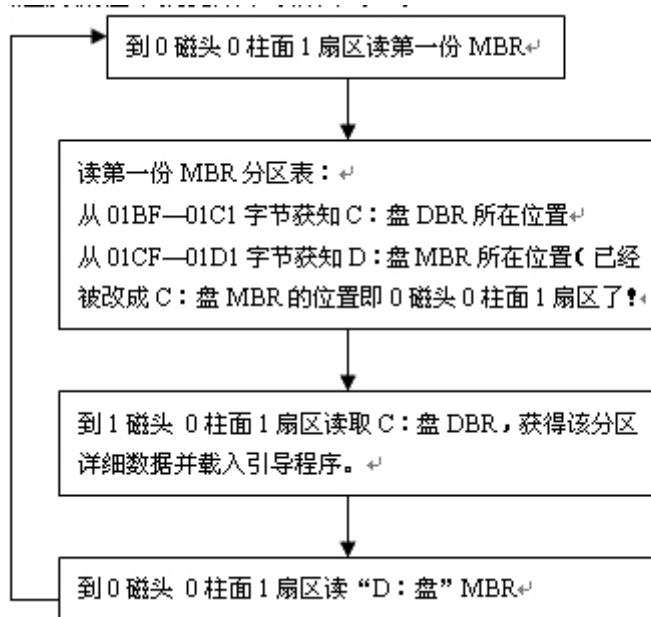 到0磁头0柱面1扇区读第一份MBR↵
读第一份MBR分区表：↵
从01BF—01C1字节获知C：盘DBR所在位置↵
从01CF—01D1字节获知D：盘MBR所在位置(已经
被改成C：盘MBR的位置即0磁头0柱面1扇区了!↵
到1磁头 0柱面1扇区读取C：盘DBR，获得该分区
详细数据并载入引导程序。↵
到0磁头 0柱面1扇区读“D：盘”MBR↵